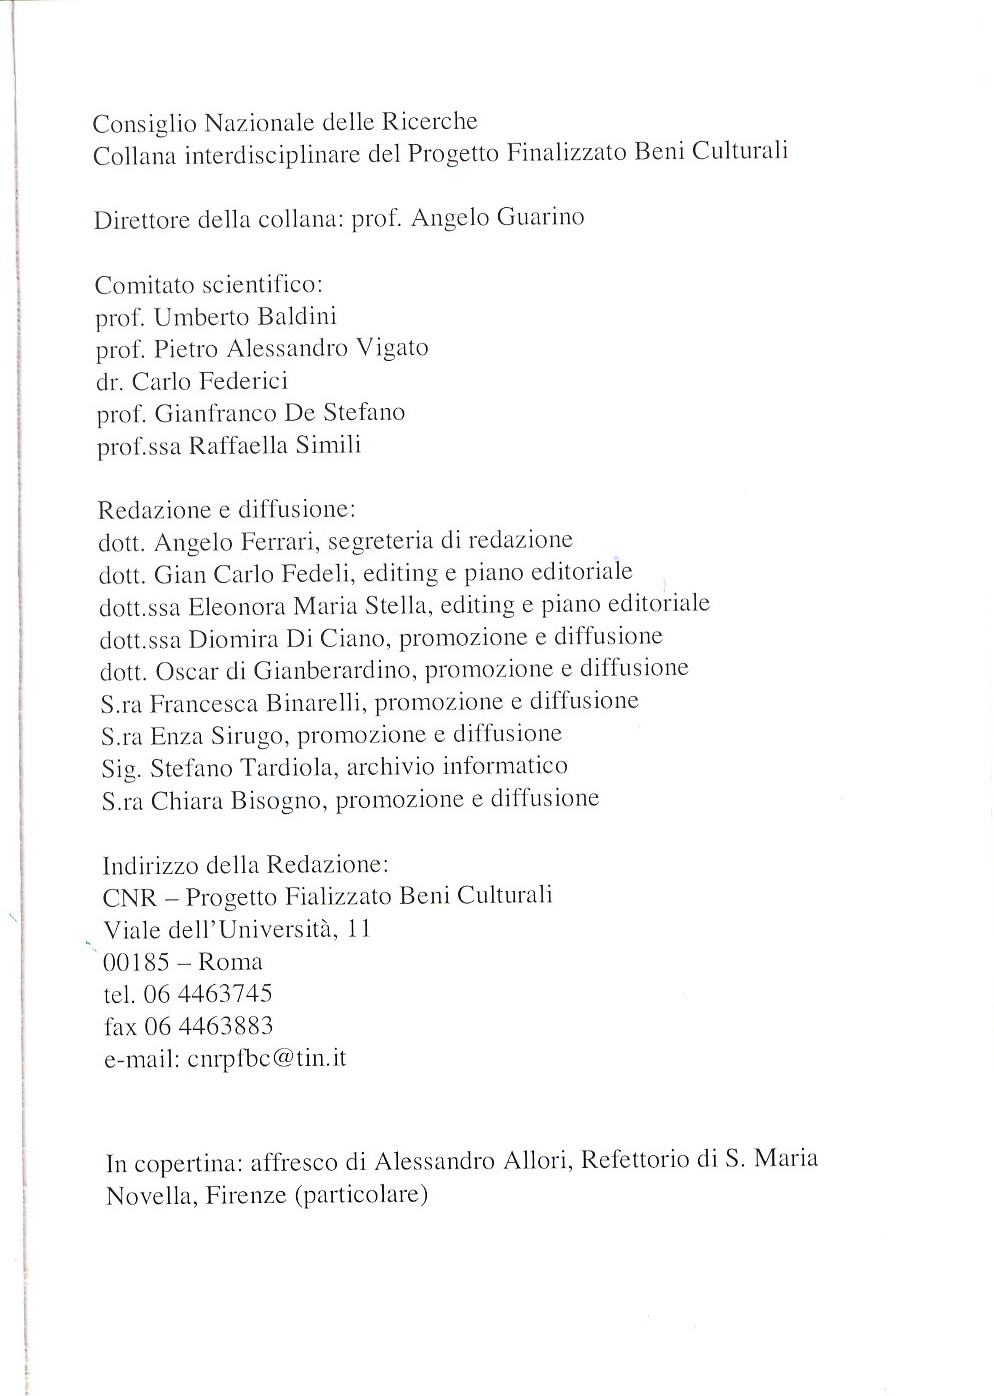 Consiglio Nazionale delle Ricerche
Collana interdisciplinare del Progetto Finalizzato Beni Culturali
Direttore della collana: prof. Angelo Guarino
Comitato scientifico:
prof. Umberto Baldini
prof. Pietro Alessandro Vigato
dr. Carlo Federici
prof. Gianfranco De Stefano
prof.ssa Raffaella Simili
Redazione e diffusione:
dott. Angelo Ferrari, segreteria di redazione
dott. Gian Carlo Fedeli, editing e piano editoriale
dott.ssa Eleonora Maria Stella, editing e piano editoriale
dott.ssa Diomira Di Ciano, promozione e diffusione
dott. Oscar di Gianberardino, promozione e diffusione
S.ra Francesca Binarelli, promozione e diffusione
S.ra Enza Sirugo, promozione e diffusione
Sig. Stefano Tardiola, archivio informatico
S.ra Chiara Bisogno, promozione e diffusione
Indirizzo della Redazione:
CNR – Progetto Fializzato Beni Culturali
Viale dell'Università, 11
00185 – Roma
tel. 06 4463745
fax 06 4463883
e-mail: cnrpfbc@tin.it
In copertina: affresco di Alessandro Allori, Refettorio di S. Maria
Novella, Firenze (particolare)